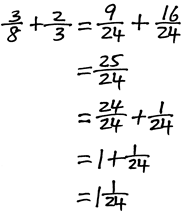 3/8 + 2/3 = 9/24 + 16/24
= 25/24
= 24/24 + 1/24
= 1 + 1/24
= 1 1/24